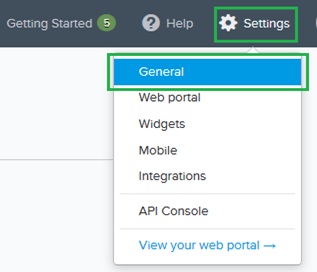 Getting Started 5 Help Settings
General
Web portal
Widgets
Mobile
Integrations
API Console
View your web portal →